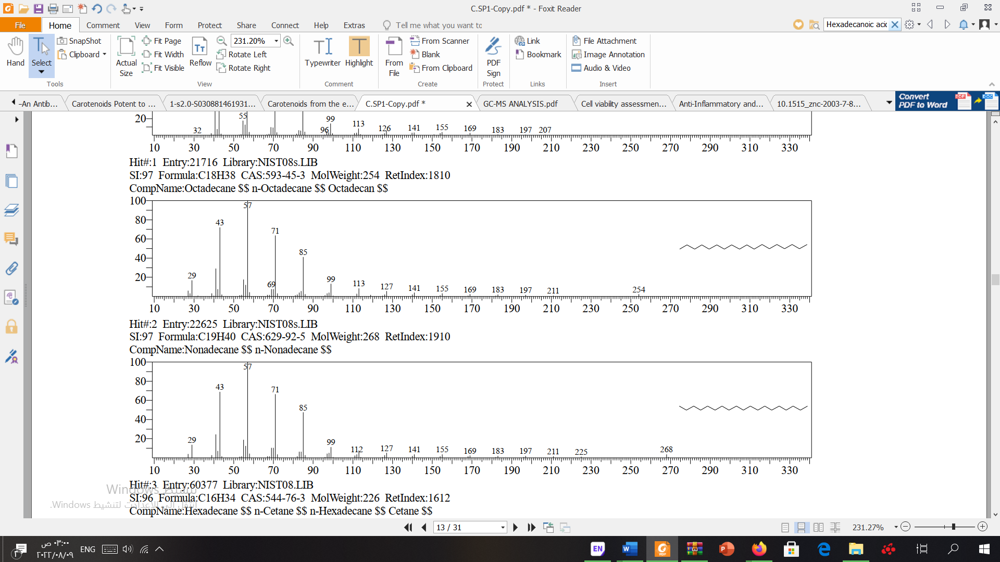 C.SP1-Copy.pdf * - Foxit Reader
File Home Comment View Form Protect Share Connect Help Extras Tell me what you want to Hexadecanoic acid
Hand
Select
SnapShot
Clipboard
Tools
Actual Size
Fit Page
Fit Width
Fit Visible
Reflow
231.20%
Rotate Left
Rotate Right
View
Typewriter
Highlight
Comment
From File
From Scanner
Blank
From Clipboard
Create
PDF Sign
Protect
Link
Bookmark
Links
File Attachment
Image Annotation
Audio & Video
Insert
–An Antib... Carotenoids Potent to ... 1-s2.0-S030881461931... Carotenoids from the e... C.SP1-Copy.pdf * GC-MS ANALYSIS.pdf Cell viability assessmen... Anti-Inflammatory and... 10.1515_znc-2003-7-8...
Convert PDF to Word PDF DOC
20
32 55 96 99 113 126 141 155 169 183 197 207
10 30 50 70 90 110 130 150 170 190 210 230 250 270 290 310 330
Hit#:1 Entry:21716 Library:NIST08s.LIB
SI:97 Formula:C18H38 CAS:593-45-3 MolWeight:254 RetIndex:1810
CompName:Octadecane $$ n-Octadecane $$ Octadecan $$
100
80
60
40
20
29 43 57 69 71 85 99 113 127 141 155 169 183 197 211 254
10 30 50 70 90 110 130 150 170 190 210 230 250 270 290 310 330
Hit#:2 Entry:22625 Library:NIST08s.LIB
SI:97 Formula:C19H40 CAS:629-92-5 MolWeight:268 RetIndex:1910
CompName:Nonadecane $$ n-Nonadecane $$
100
80
60
40
20
29 43 57 71 85 99 112 127 141 155 169 183 197 211 225 268
10 30 50 70 90 110 130 150 170 190 210 230 250 270 290 310 330
Hit#:3 Entry:60377 Library:NIST08.LIB
SI:96 Formula:C16H34 CAS:544-76-3 MolWeight:226 RetIndex:1612
CompName:Hexadecane $$ n-Cetane $$ n-Hexadecane $$ Cetane $$
تنشيط Windows
انتقل إلى الإعدادات لتنشيط Windows.
13 / 31
231.27%
٠٣:٠٠ ص
٢٠٢٢/٠٨/٠٩
ENG
EN